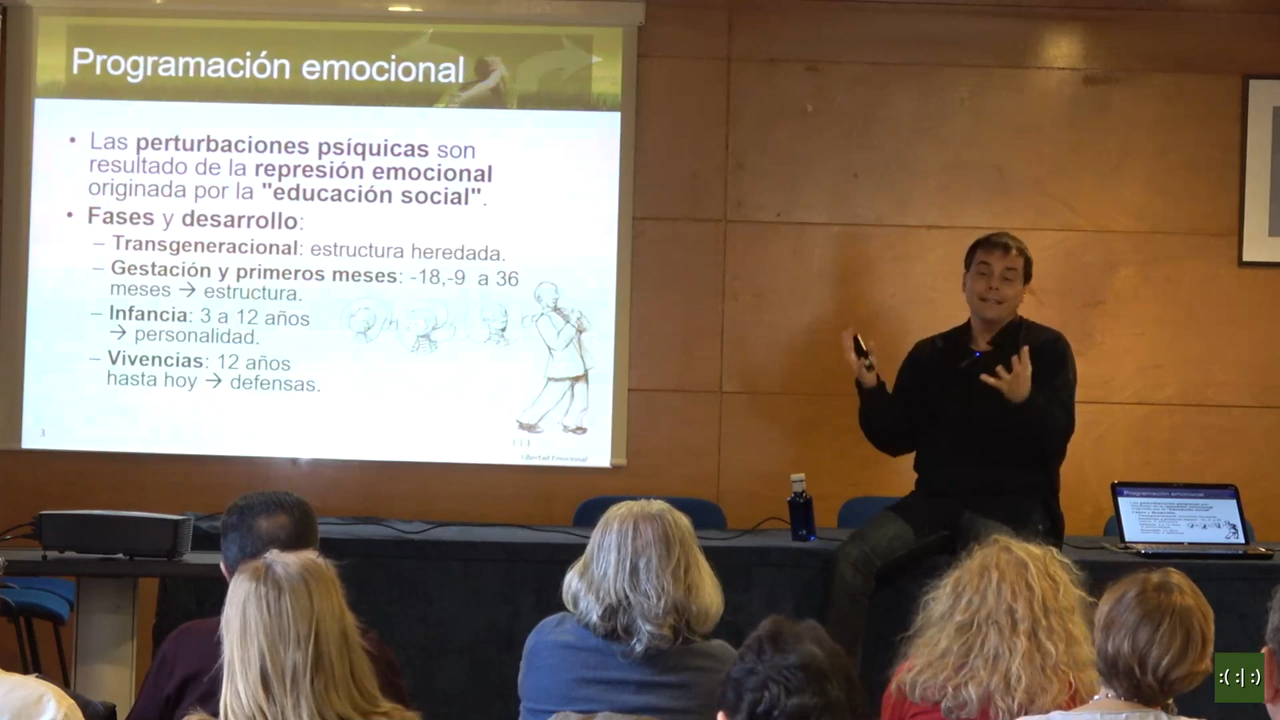 Programación emocional
• Las perturbaciones psíquicas son
resultado de la represión emocional
originada por la "educación social".
• Fases y desarrollo:
– Transgeneracional: estructura heredada.
– Gestación y primeros meses: -18,-9 a 36
meses → estructura.
– Infancia: 3 a 12 años
→ personalidad.
– Vivencias: 12 años
hasta hoy → defensas.
3
Libertad Emocional
Programación emocional
:( :|:)